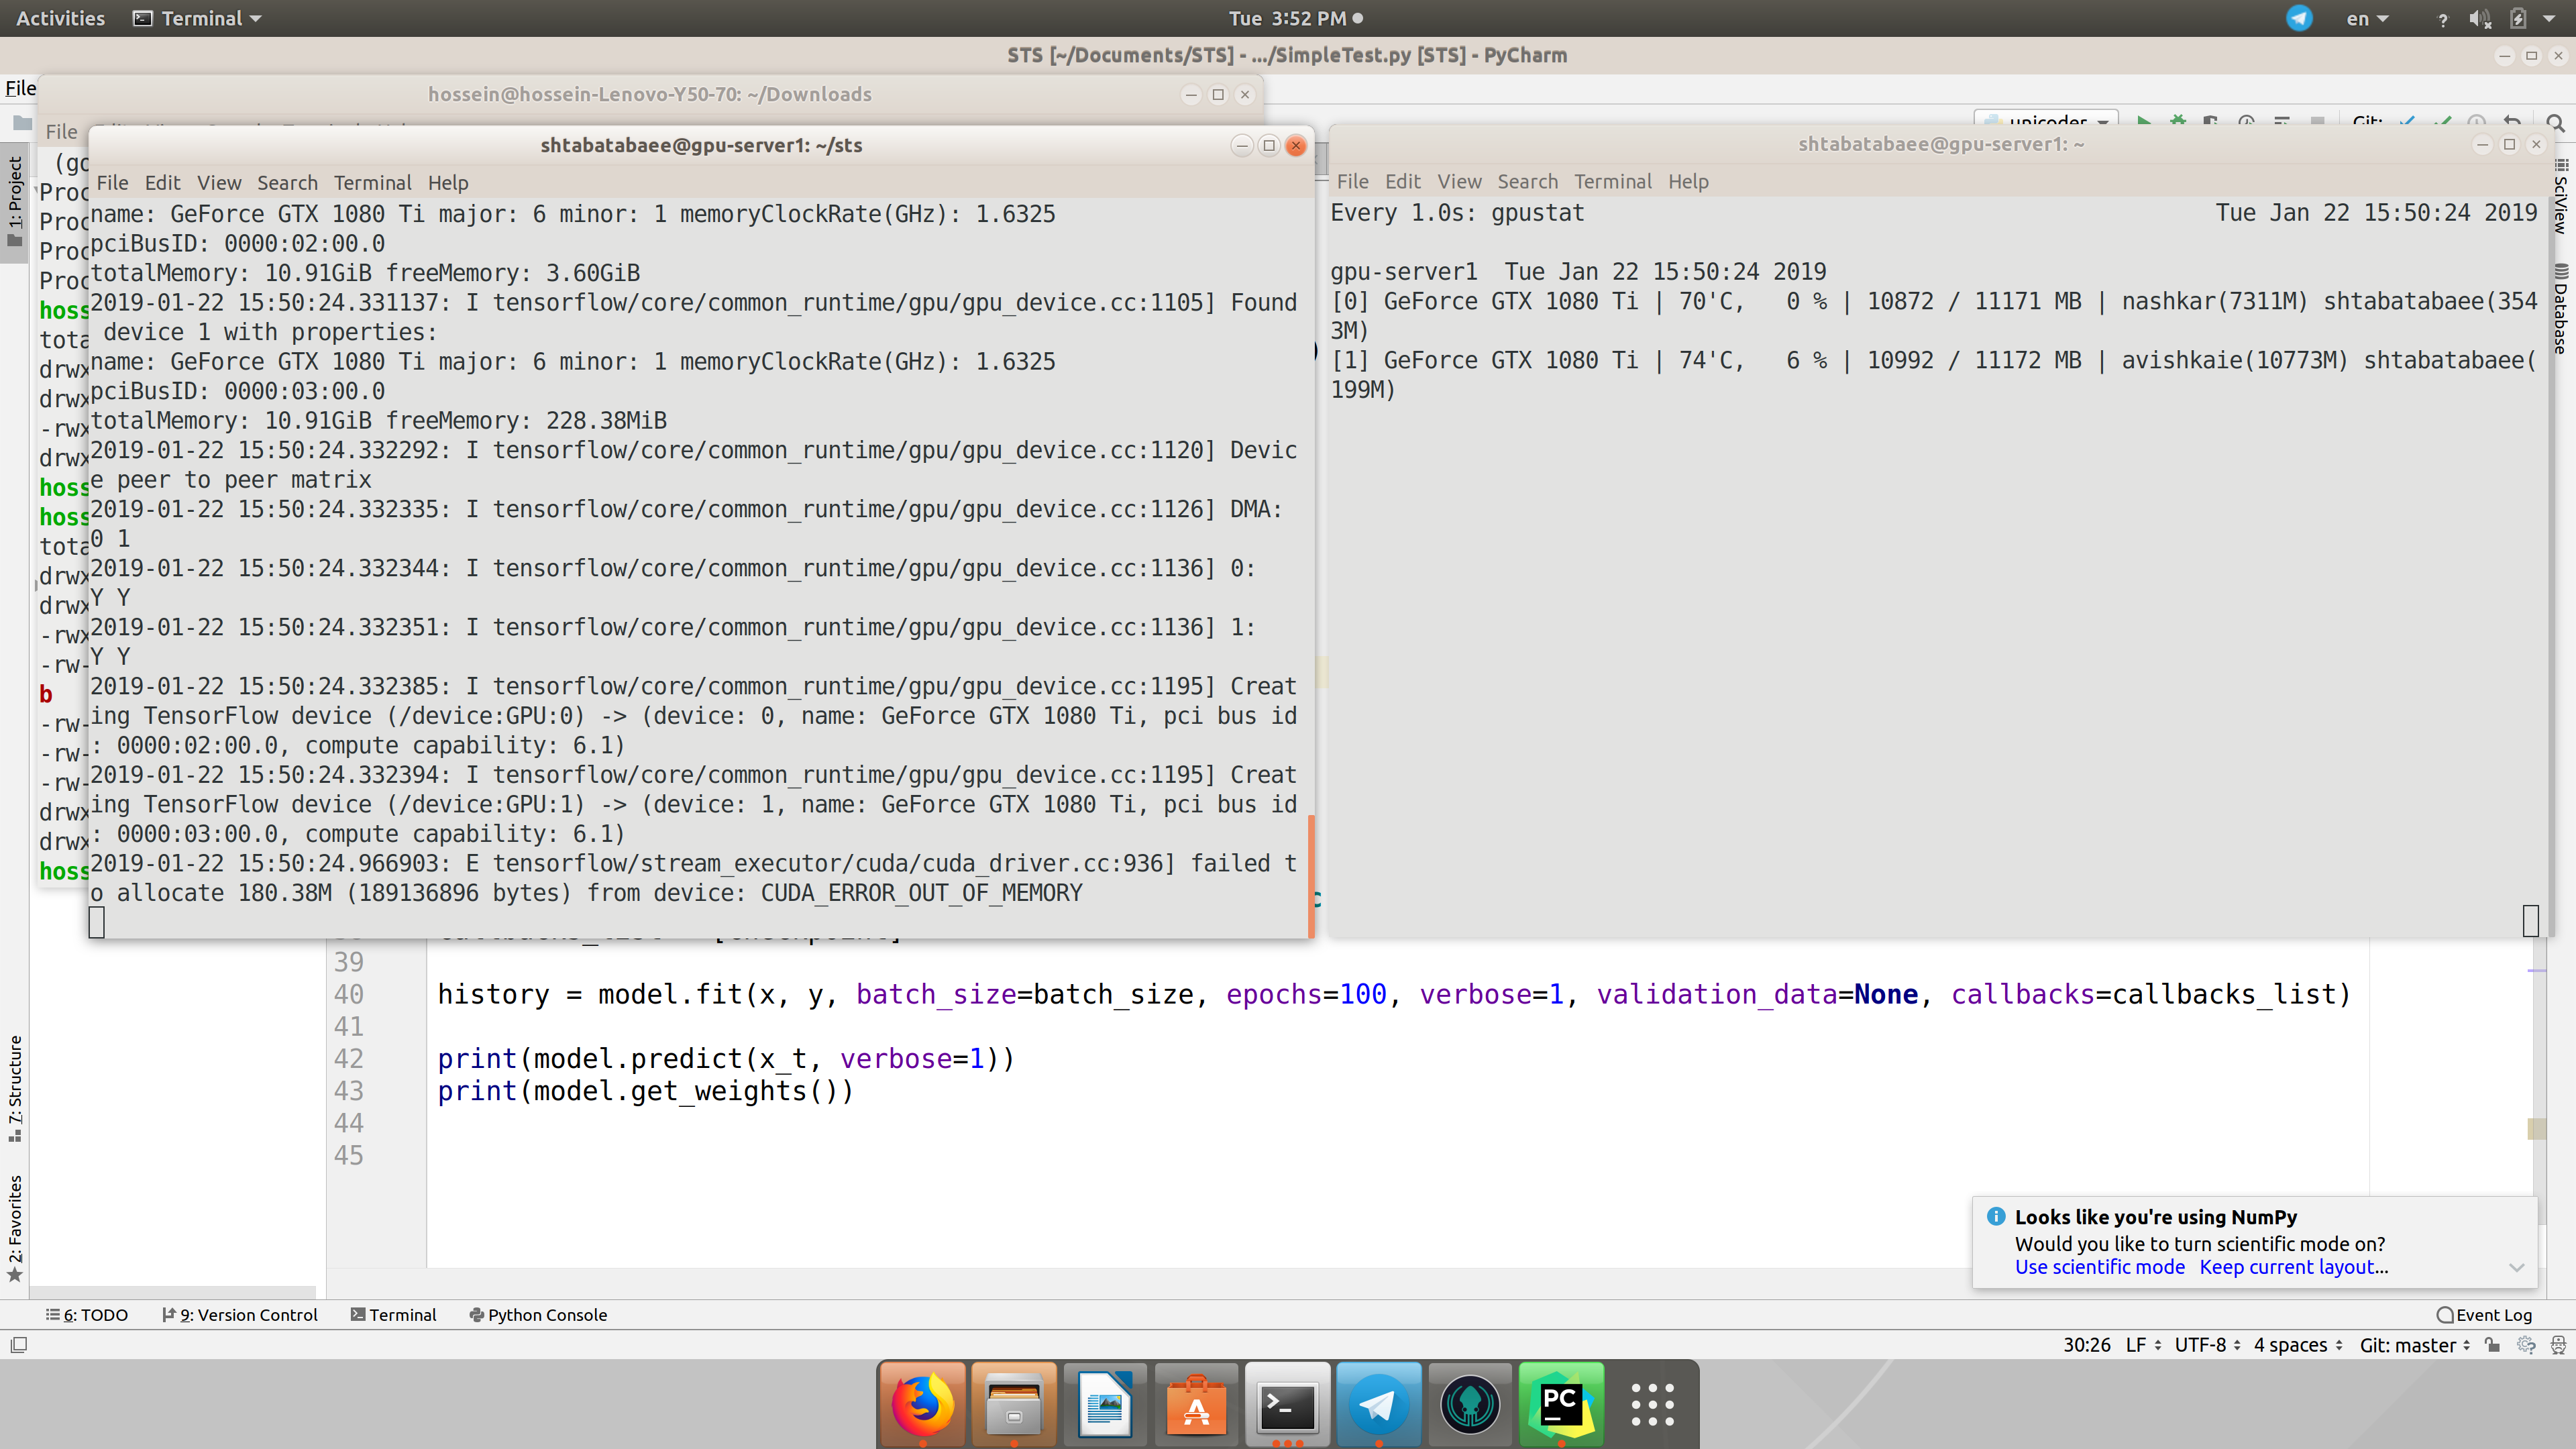 Activities
Terminal
Tue 3:52 PM
en
STS [~/Documents/STS] - .../SimpleTest.py [STS] - PyCharm
File
hossein@hossein-Lenovo-Y50-70: ~/Downloads
File
unicoder
Git:
(go
Proc
Proc
Proc
Proc
hoss
tota
drwx
drwx
-rwx
drwx
hoss
hoss
tota
drwx
drwx
-rwx
-rw-
b
-rw-
-rw-
-rw-
drwx
drwx
hoss
shtabatabaee@gpu-server1: ~/sts
File Edit View Search Terminal Help
name: GeForce GTX 1080 Ti major: 6 minor: 1 memoryClockRate(GHz): 1.6325
pciBusID: 0000:02:00.0
totalMemory: 10.91GiB freeMemory: 3.60GiB
2019-01-22 15:50:24.331137: I tensorflow/core/common_runtime/gpu/gpu_device.cc:1105] Found
device 1 with properties:
name: GeForce GTX 1080 Ti major: 6 minor: 1 memoryClockRate(GHz): 1.6325
pciBusID: 0000:03:00.0
totalMemory: 10.91GiB freeMemory: 228.38MiB
2019-01-22 15:50:24.332292: I tensorflow/core/common_runtime/gpu/gpu_device.cc:1120] Devic
e peer to peer matrix
2019-01-22 15:50:24.332335: I tensorflow/core/common_runtime/gpu/gpu_device.cc:1126] DMA:
0 1
2019-01-22 15:50:24.332344: I tensorflow/core/common_runtime/gpu/gpu_device.cc:1136] 0:
Y Y
2019-01-22 15:50:24.332351: I tensorflow/core/common_runtime/gpu/gpu_device.cc:1136] 1:
Y Y
2019-01-22 15:50:24.332385: I tensorflow/core/common_runtime/gpu/gpu_device.cc:1195] Creat
ing TensorFlow device (/device:GPU:0) -> (device: 0, name: GeForce GTX 1080 Ti, pci bus id
: 0000:02:00.0, compute capability: 6.1)
2019-01-22 15:50:24.332394: I tensorflow/core/common_runtime/gpu/gpu_device.cc:1195] Creat
ing TensorFlow device (/device:GPU:1) -> (device: 1, name: GeForce GTX 1080 Ti, pci bus id
: 0000:03:00.0, compute capability: 6.1)
2019-01-22 15:50:24.966903: E tensorflow/stream_executor/cuda/cuda_driver.cc:936] failed t
o allocate 180.38M (189136896 bytes) from device: CUDA_ERROR_OUT_OF_MEMORY
shtabatabaee@gpu-server1: ~
File Edit View Search Terminal Help
Every 1.0s: gpustat Tue Jan 22 15:50:24 2019
gpu-server1 Tue Jan 22 15:50:24 2019
[0] GeForce GTX 1080 Ti | 70'C, 0 % | 10872 / 11171 MB | nashkar(7311M) shtabatabaee(354
3M)
[1] GeForce GTX 1080 Ti | 74'C, 6 % | 10992 / 11172 MB | avishkaie(10773M) shtabatabaee(
199M)
1: Project
7: Structure
2: Favorites
SciView
Database
39
40 history = model.fit(x, y, batch_size=batch_size, epochs=100, verbose=1, validation_data=None, callbacks=callbacks_list)
41
42 print(model.predict(x_t, verbose=1))
43 print(model.get_weights())
44
45
Looks like you're using NumPy
Would you like to turn scientific mode on?
Use scientific mode Keep current layout...
6: TODO 9: Version Control Terminal Python Console Event Log
30:26 LF UTF-8 4 spaces Git: master
PC